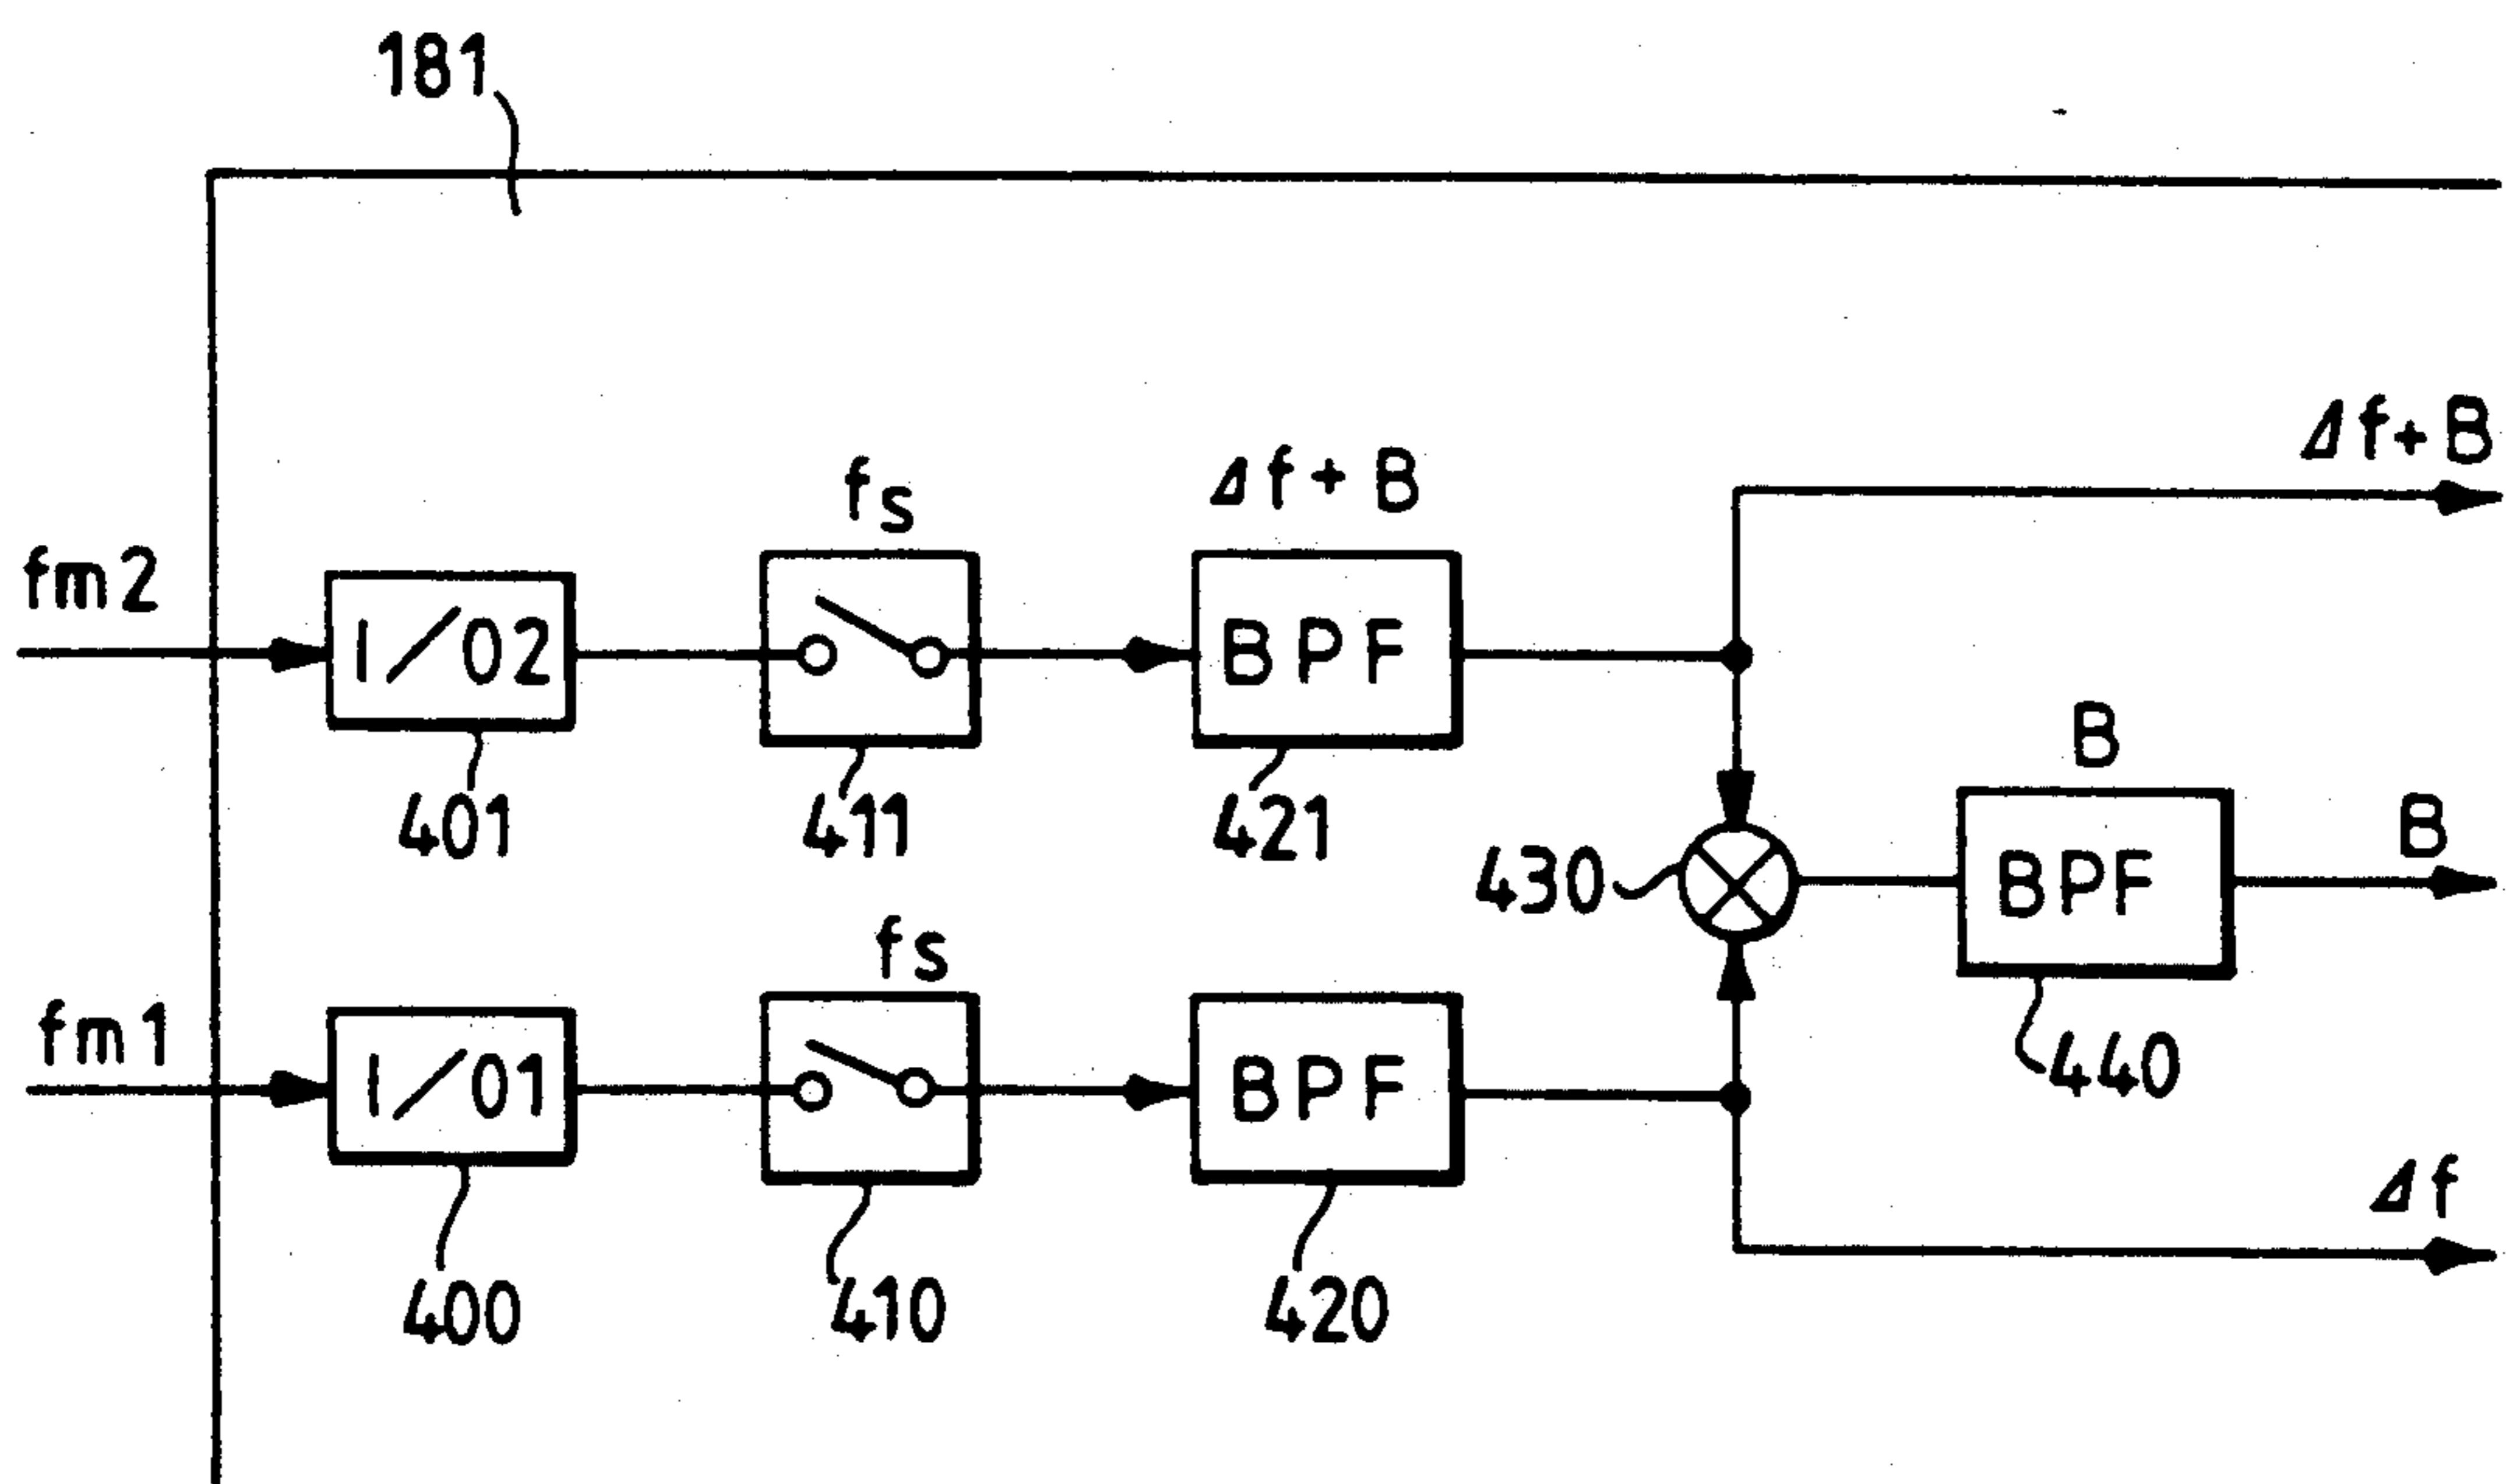 181
Δf+B
fs
Δf+B
fm2
I/02
BPF
401
411
421
B
430
BPF
B
fs
fm1
I/01
BPF
440
Δf
400
410
420